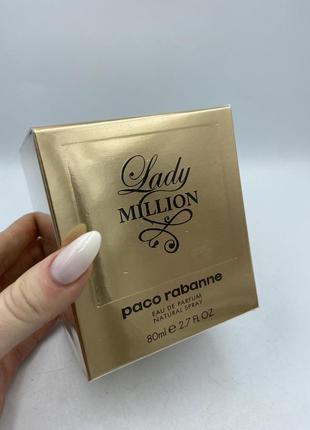 Lady
MILLION
paco rabanne
EAU DE PARFUM
NATURAL SPRAY
80ml e 2.7 FL OZ